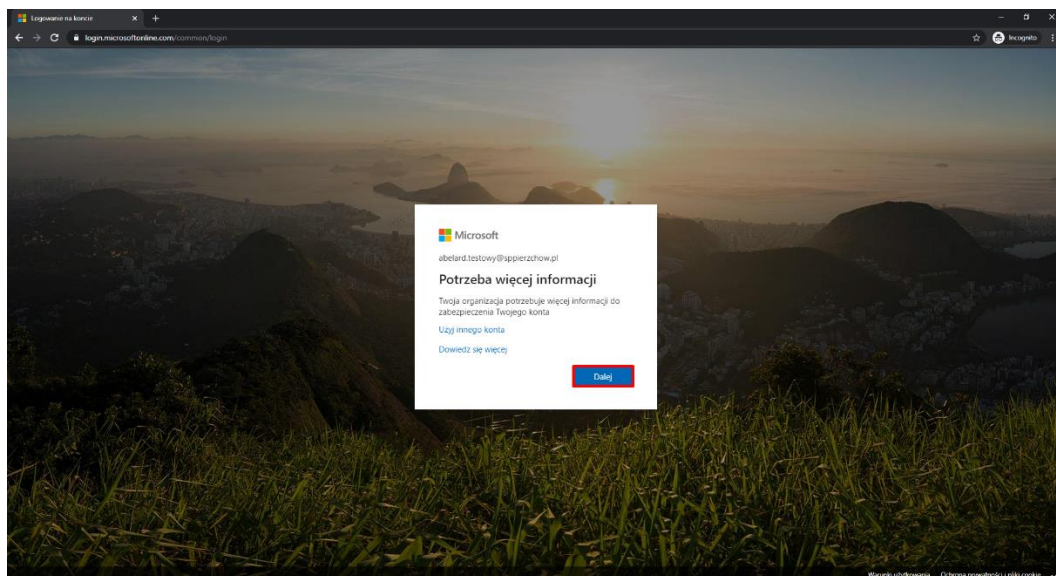 Logowanie na koncie
login.microsoftonline.com/common/login
Incognito
Microsoft
abelard.testowy@sppierzchow.pl
Potrzeba więcej informacji
Twoja organizacja potrzebuje więcej informacji do
zabezpieczenia Twojego konta
Użyj innego konta
Dowiedz się więcej
Dalej
Warunki użytkowania Ochrona prywatności i pliki cookie